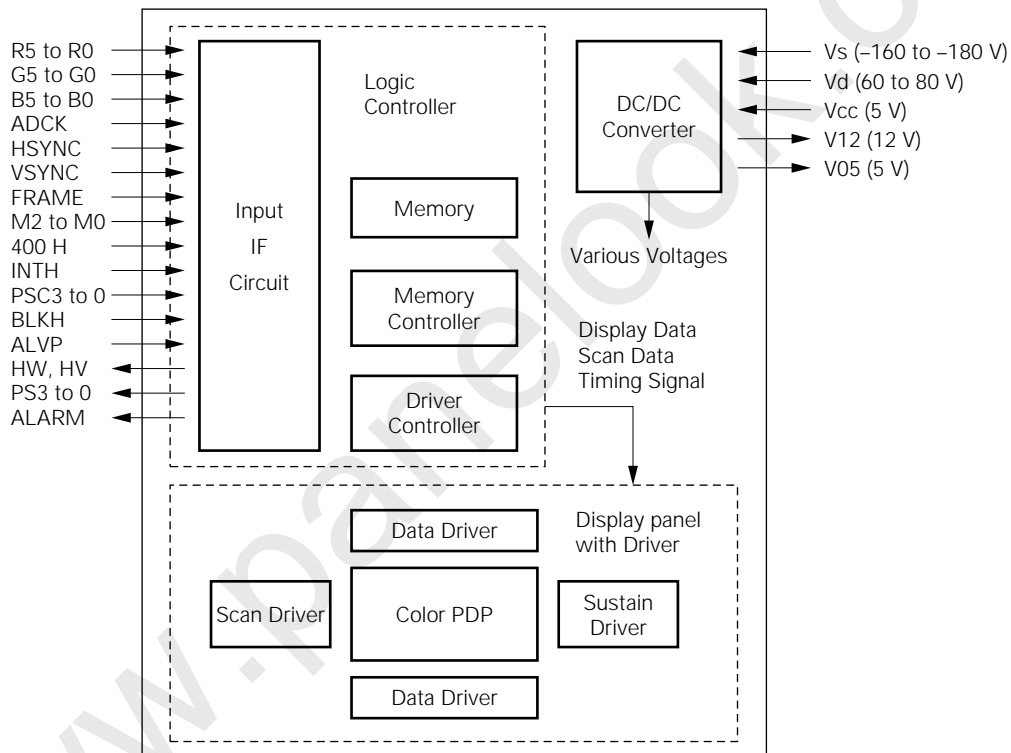 R5 to R0
G5 to G0
B5 to B0
ADCK
HSYNC
VSYNC
FRAME
M2 to M0
400 H
INTH
PSC3 to 0
BLKH
ALVP
HW, HV
PS3 to 0
ALARM
Input
IF
Circuit
Logic
Controller
Memory
Memory
Controller
Driver
Controller
DC/DC
Converter
Vs (–160 to –180 V)
Vd (60 to 80 V)
Vcc (5 V)
V12 (12 V)
V05 (5 V)
Various Voltages
Display Data
Scan Data
Timing Signal
Display panel
with Driver
Data Driver
Scan Driver
Color PDP
Sustain
Driver
Data Driver
www.panelook.